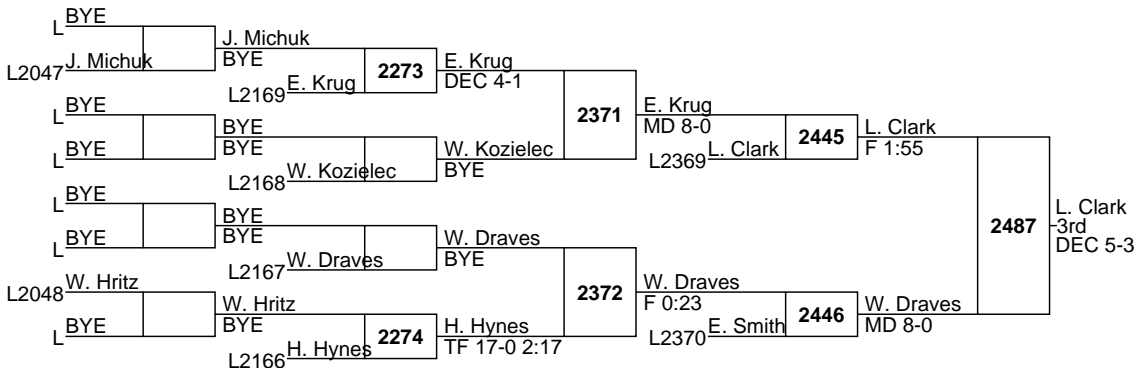 L BYE
L2047 J. Michuk
J. Michuk
BYE
L2169 E. Krug
2273
E. Krug
DEC 4-1
L BYE
L BYE
BYE
BYE
L2168 W. Kozielec
W. Kozielec
BYE
2371
E. Krug
MD 8-0
L2369 L. Clark
2445
L. Clark
F 1:55
L BYE
L BYE
BYE
BYE
L2167 W. Draves
W. Draves
BYE
L2048 W. Hritz
L BYE
W. Hritz
BYE
L2166 H. Hynes
2274
H. Hynes
TF 17-0 2:17
2372
W. Draves
F 0:23
L2370 E. Smith
2446
W. Draves
MD 8-0
2487
L. Clark
3rd
DEC 5-3